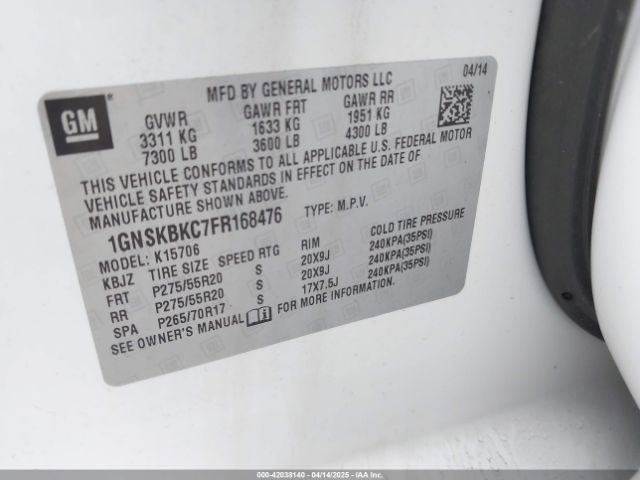 GM
MFD BY GENERAL MOTORS LLC 04/14
GVWR GAWR FRT GAWR RR
3311 KG 1633 KG 1951 KG
7300 LB 3600 LB 4300 LB
THIS VEHICLE CONFORMS TO ALL APPLICABLE U.S. FEDERAL MOTOR
VEHICLE SAFETY STANDARDS IN EFFECT ON THE DATE OF
MANUFACTURE SHOWN ABOVE.
1GNSKBKC7FR168476 TYPE: M.P.V.
MODEL: K15706
KBJZ TIRE SIZE SPEED RTG RIM COLD TIRE PRESSURE
FRT P275/55R20 S 20X9J 240KPA(35PSI)
RR P275/55R20 S 20X9J 240KPA(35PSI)
SPA P265/70R17 S 17X7.5J 240KPA(35PSI)
SEE OWNER'S MANUAL FOR MORE INFORMATION.
000-42038140 - 04/14/2025 - IAAI.COM